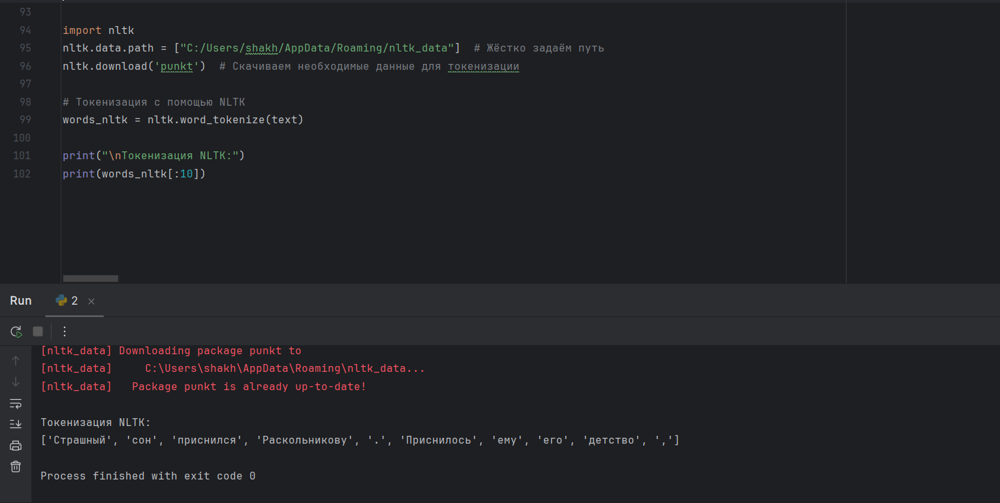 93
94 import nltk
95 nltk.data.path = ["C:/Users/shakh/AppData/Roaming/nltk_data"]  # Жёстко задаём путь
96 nltk.download('punkt')  # Скачиваем необходимые данные для токенизации
97
98 # Токенизация с помощью NLTK
99 words_nltk = nltk.word_tokenize(text)
100
101 print("\nТокенизация NLTK:")
102 print(words_nltk[:10])
Run 2
[nltk_data] Downloading package punkt to
[nltk_data]     C:\Users\shakh\AppData\Roaming\nltk_data...
[nltk_data]   Package punkt is already up-to-date!
Токенизация NLTK:
['Страшный', 'сон', 'приснился', 'Раскольникову', '.', 'Приснилось', 'ему', 'его', 'детство', ',']
Process finished with exit code 0